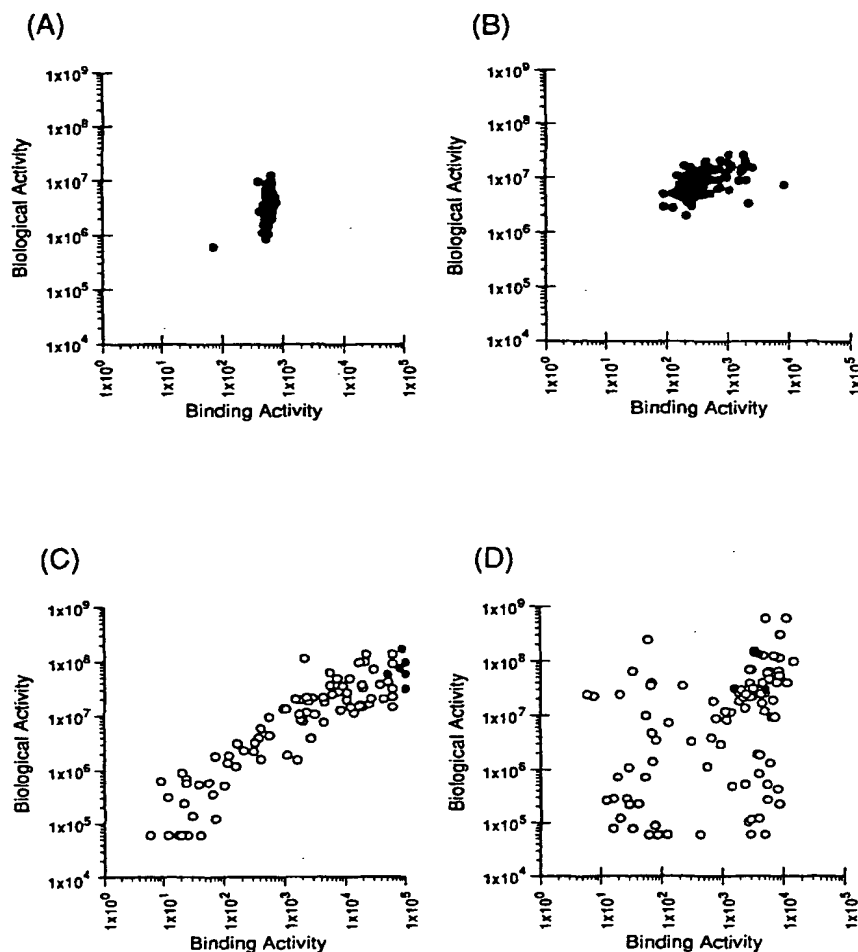 (A)
Biological Activity
1x10⁹
1x10⁸
1x10⁷
1x10⁶
1x10⁵
1x10⁴
1x10⁰
1x10¹
1x10²
1x10³
1x10⁴
1x10⁵
Binding Activity
(B)
Biological Activity
1x10⁹
1x10⁸
1x10⁷
1x10⁶
1x10⁵
1x10⁴
1x10⁰
1x10¹
1x10²
1x10³
1x10⁴
1x10⁵
Binding Activity
(C)
Biological Activity
1x10⁹
1x10⁸
1x10⁷
1x10⁶
1x10⁵
1x10⁴
1x10⁰
1x10¹
1x10²
1x10³
1x10⁴
1x10⁵
Binding Activity
(D)
Biological Activity
1x10⁹
1x10⁸
1x10⁷
1x10⁶
1x10⁵
1x10⁴
1x10⁰
1x10¹
1x10²
1x10³
1x10⁴
1x10⁵
Binding Activity